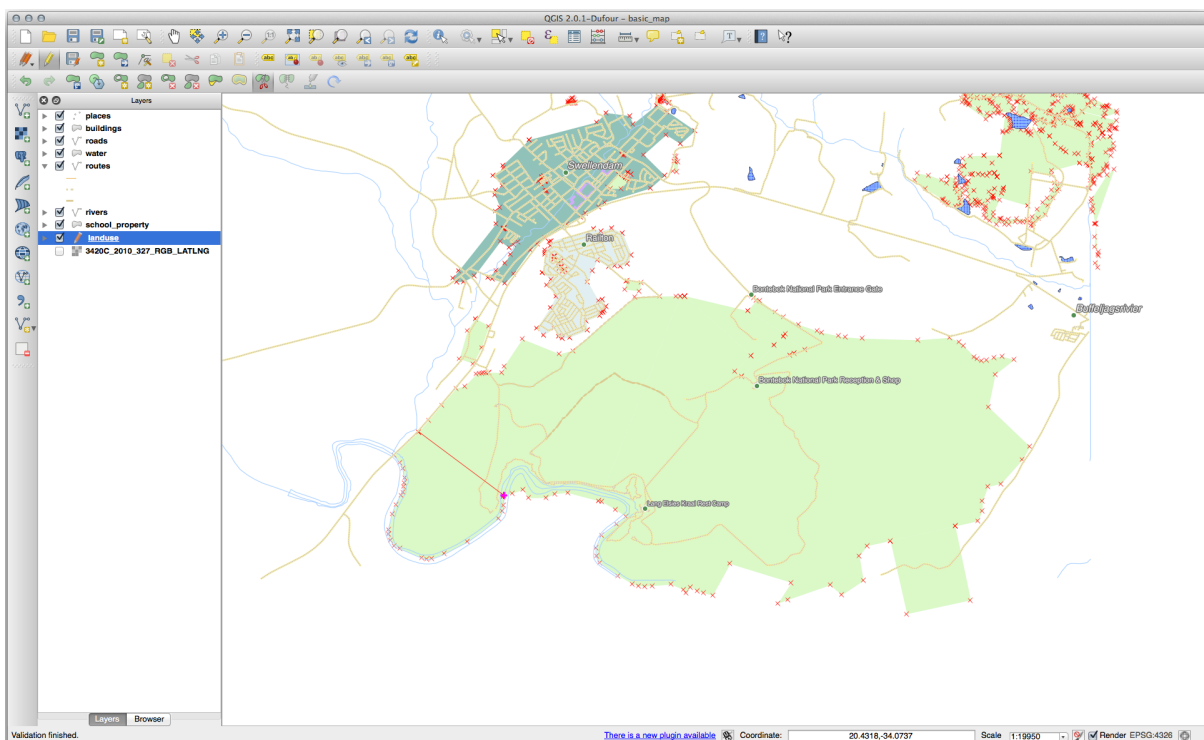 QGIS 2.0.1-Dufour – basic_map
Layers
places
buildings
roads
water
routes
rivers
school_property
landuse
3420C_2010_327_RGB_LATLNG
Swellendam
Railton
Bontebok National Park Entrance Gate
Buffeljagsrivier
Bontebok National Park Reception & Shop
Lang Elsies Kraal Rest Camp
Layers Browser
Validation finished.
There is a new plugin available
Coordinate:
20.4318,-34.0737
Scale
1:19950
Render EPSG:4326